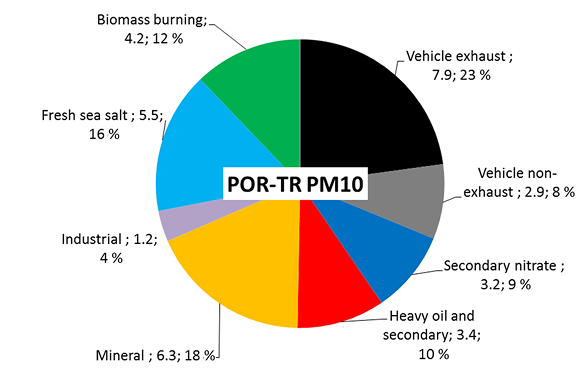 Biomass burning;
4.2; 12 %
Vehicle exhaust ;
7.9; 23 %
Fresh sea salt ; 5.5;
16 %
POR-TR PM10
Vehicle non-
exhaust ; 2.9; 8 %
Industrial ; 1.2;
4 %
Secondary nitrate ;
3.2; 9 %
Heavy oil and
secondary; 3.4;
10 %
Mineral ; 6.3; 18 %